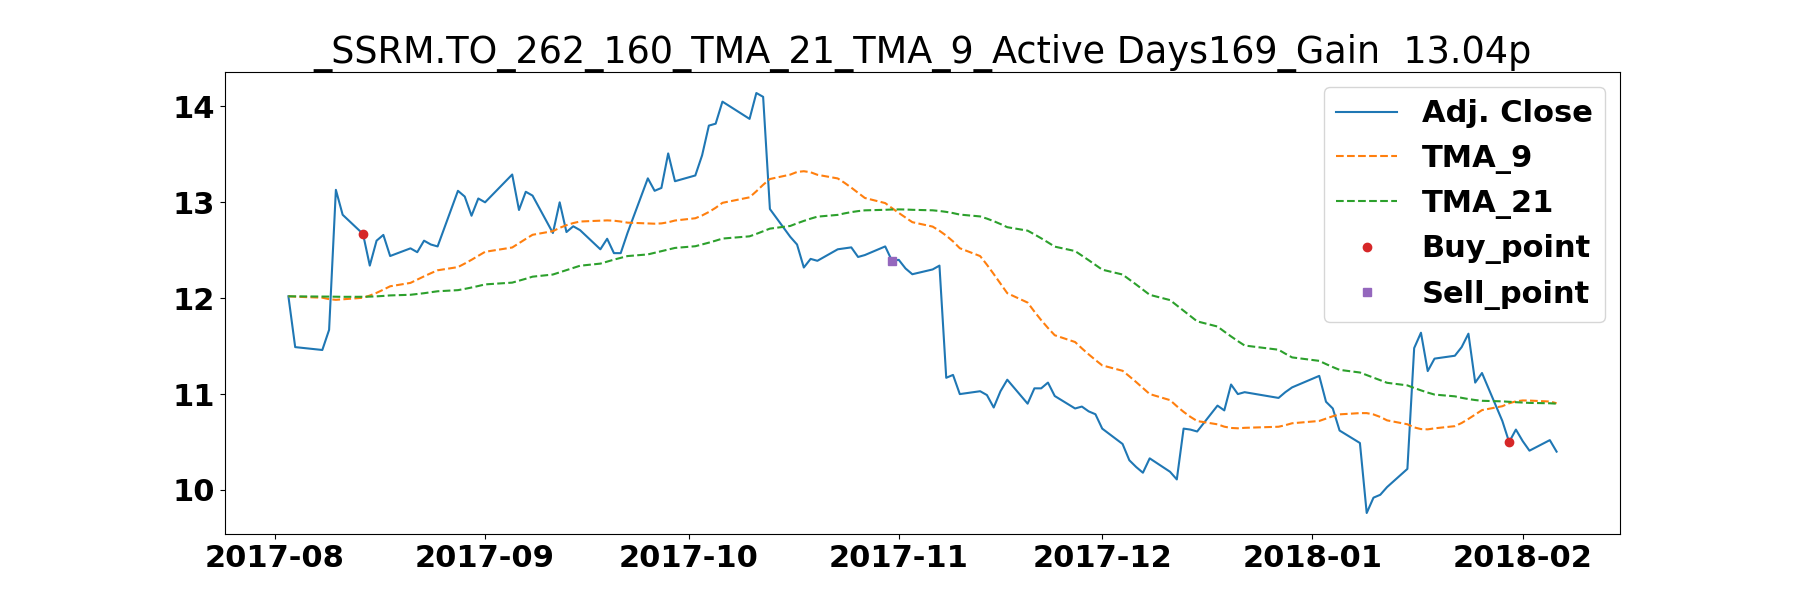 _SSRM.TO_262_160_TMA_21_TMA_9_Active Days169_Gain  13.04p
14
13
12
11
10
Adj. Close
TMA_9
TMA_21
Buy_point
Sell_point
2017-08 2017-09 2017-10 2017-11 2017-12 2018-01 2018-02